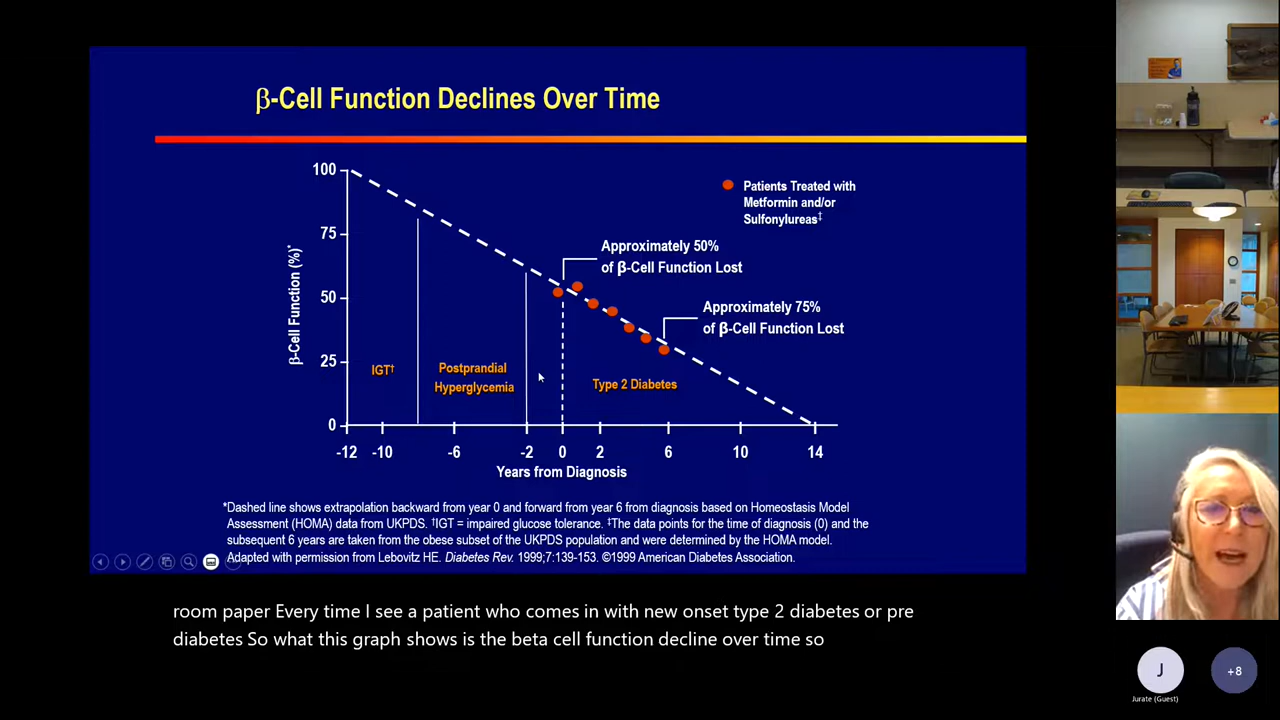 β-Cell Function Declines Over Time
β-Cell Function (%)*
100
75
50
25
0
Patients Treated with
Metformin and/or
Sulfonylureas‡
Approximately 50%
of β-Cell Function Lost
Approximately 75%
of β-Cell Function Lost
IGT†
Postprandial
Hyperglycemia
Type 2 Diabetes
-12 -10 -6 -2 0 2 6 10 14
Years from Diagnosis
*Dashed line shows extrapolation backward from year 0 and forward from year 6 from diagnosis based on Homeostasis Model
Assessment (HOMA) data from UKPDS. †IGT = impaired glucose tolerance. ‡The data points for the time of diagnosis (0) and the
subsequent 6 years are taken from the obese subset of the UKPDS population and were determined by the HOMA model.
Adapted with permission from Lebovitz HE. Diabetes Rev. 1999;7:139-153. ©1999 American Diabetes Association.
room paper Every time I see a patient who comes in with new onset type 2 diabetes or pre
diabetes So what this graph shows is the beta cell function decline over time so
J
+8
Jurate (Guest)